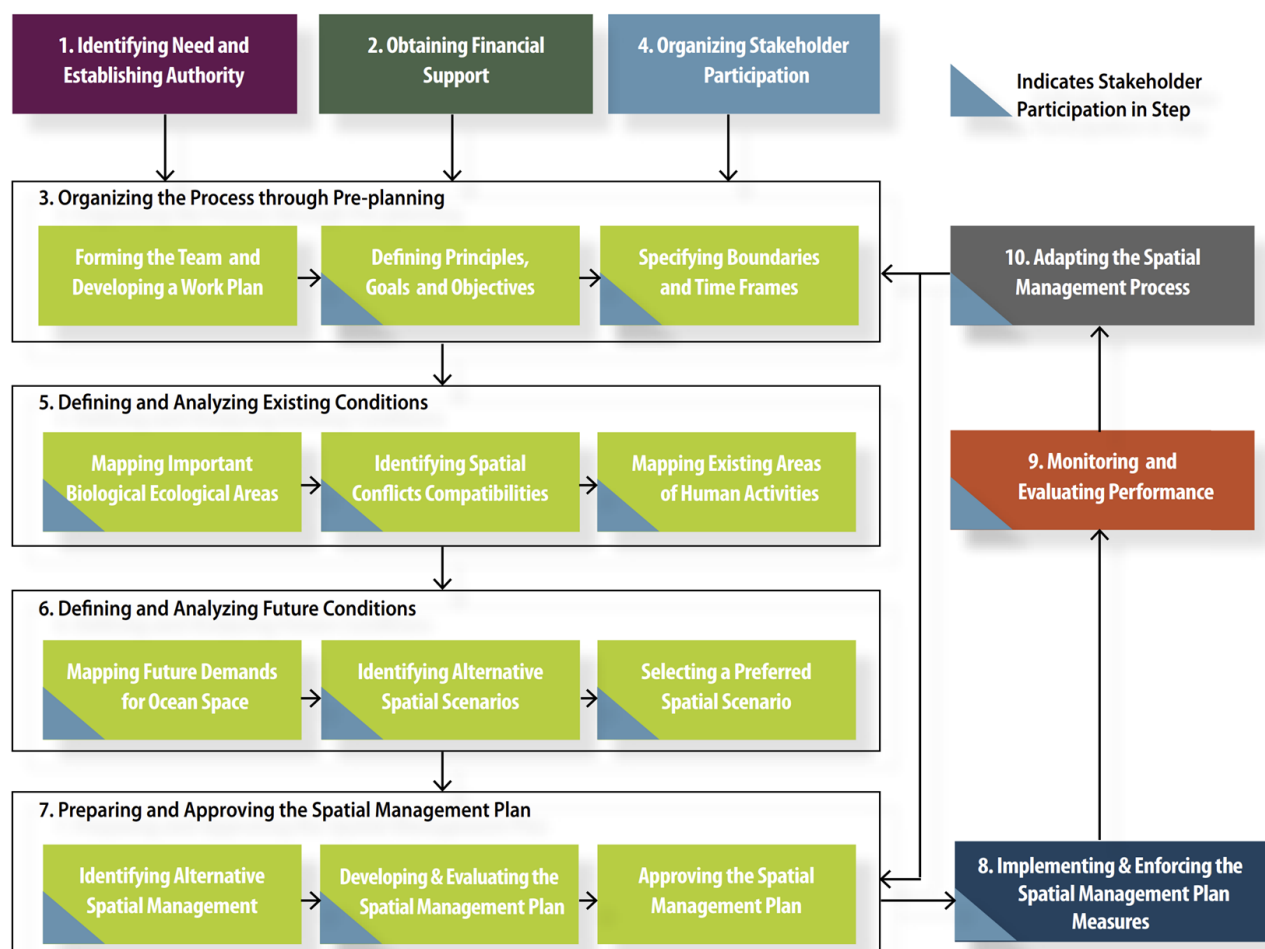 1. Identifying Need and
Establishing Authority
2. Obtaining Financial
Support
4. Organizing Stakeholder
Participation
Indicates Stakeholder
Participation in Step
3. Organizing the Process through Pre-planning
Forming the Team and
Developing a Work Plan
Defining Principles,
Goals and Objectives
Specifying Boundaries
and Time Frames
10. Adapting the Spatial
Management Process
5. Defining and Analyzing Existing Conditions
Mapping Important
Biological Ecological Areas
Identifying Spatial
Conflicts Compatibilities
Mapping Existing Areas
of Human Activities
9. Monitoring and
Evaluating Performance
6. Defining and Analyzing Future Conditions
Mapping Future Demands
for Ocean Space
Identifying Alternative
Spatial Scenarios
Selecting a Preferred
Spatial Scenario
7. Preparing and Approving the Spatial Management Plan
Identifying Alternative
Spatial Management
Developing & Evaluating the
Spatial Management Plan
Approving the Spatial
Management Plan
8. Implementing & Enforcing the
Spatial Management Plan
Measures